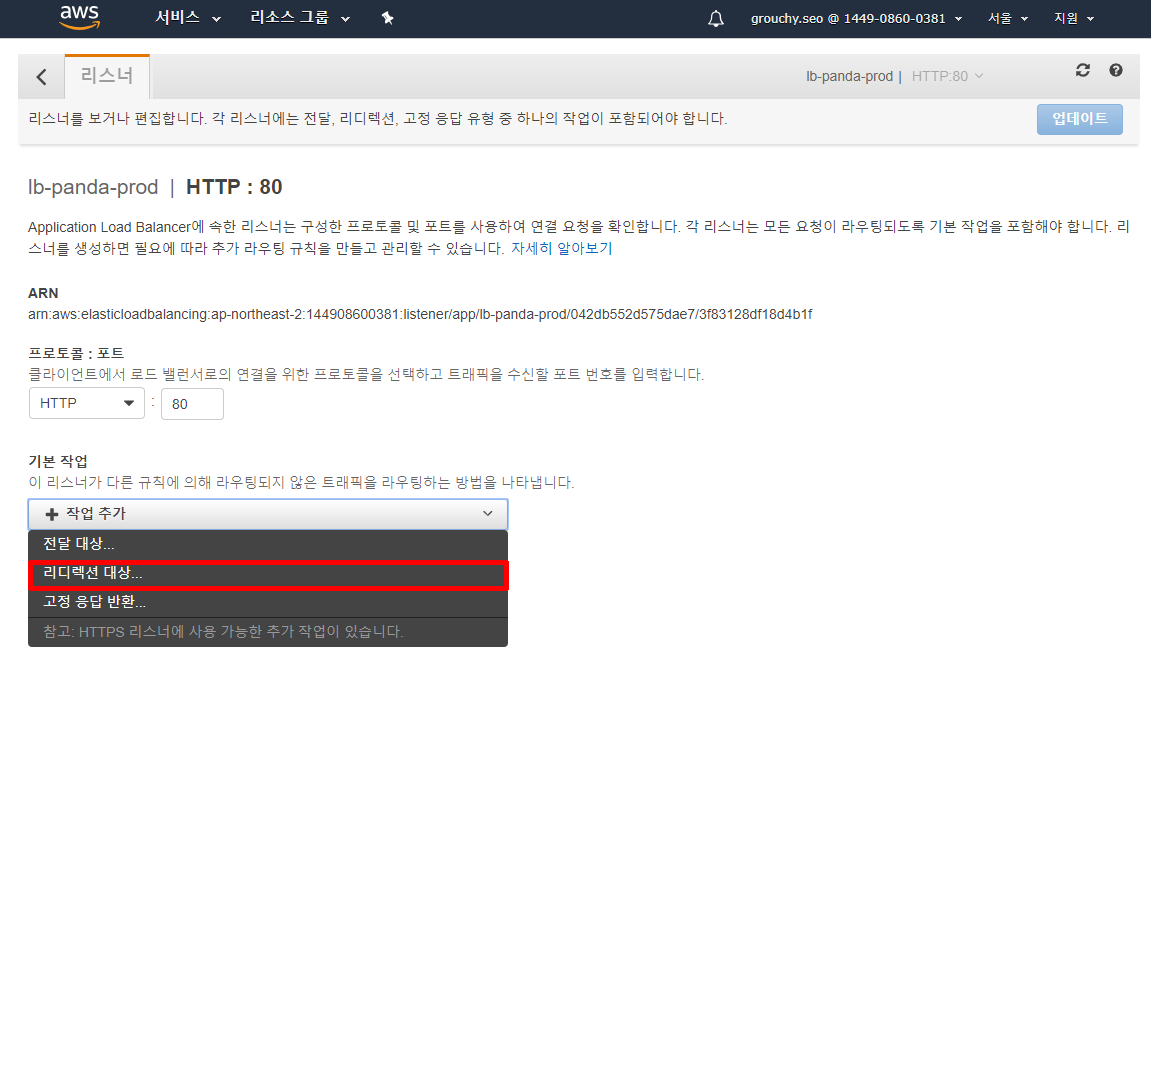 aws 서비스 리소스 그룹 grouchy.seo @ 1449-0860-0381 서울 지원
리스너 lb-panda-prod | HTTP:80
리스너를 보거나 편집합니다. 각 리스너에는 전달, 리디렉션, 고정 응답 유형 중 하나의 작업이 포함되어야 합니다. 업데이트
lb-panda-prod | HTTP : 80
Application Load Balancer에 속한 리스너는 구성한 프로토콜 및 포트를 사용하여 연결 요청을 확인합니다. 각 리스너는 모든 요청이 라우팅되도록 기본 작업을 포함해야 합니다. 리
스너를 생성하면 필요에 따라 추가 라우팅 규칙을 만들고 관리할 수 있습니다. 자세히 알아보기
ARN
arn:aws:elasticloadbalancing:ap-northeast-2:144908600381:listener/app/lb-panda-prod/042db552d575dae7/3f83128df18d4b1f
프로토콜 : 포트
클라이언트에서 로드 밸런서로의 연결을 위한 프로토콜을 선택하고 트래픽을 수신할 포트 번호를 입력합니다.
HTTP : 80
기본 작업
이 리스너가 다른 규칙에 의해 라우팅되지 않은 트래픽을 라우팅하는 방법을 나타냅니다.
작업 추가
전달 대상...
리디렉션 대상...
고정 응답 반환...
참고: HTTPS 리스너에 사용 가능한 추가 작업이 있습니다.